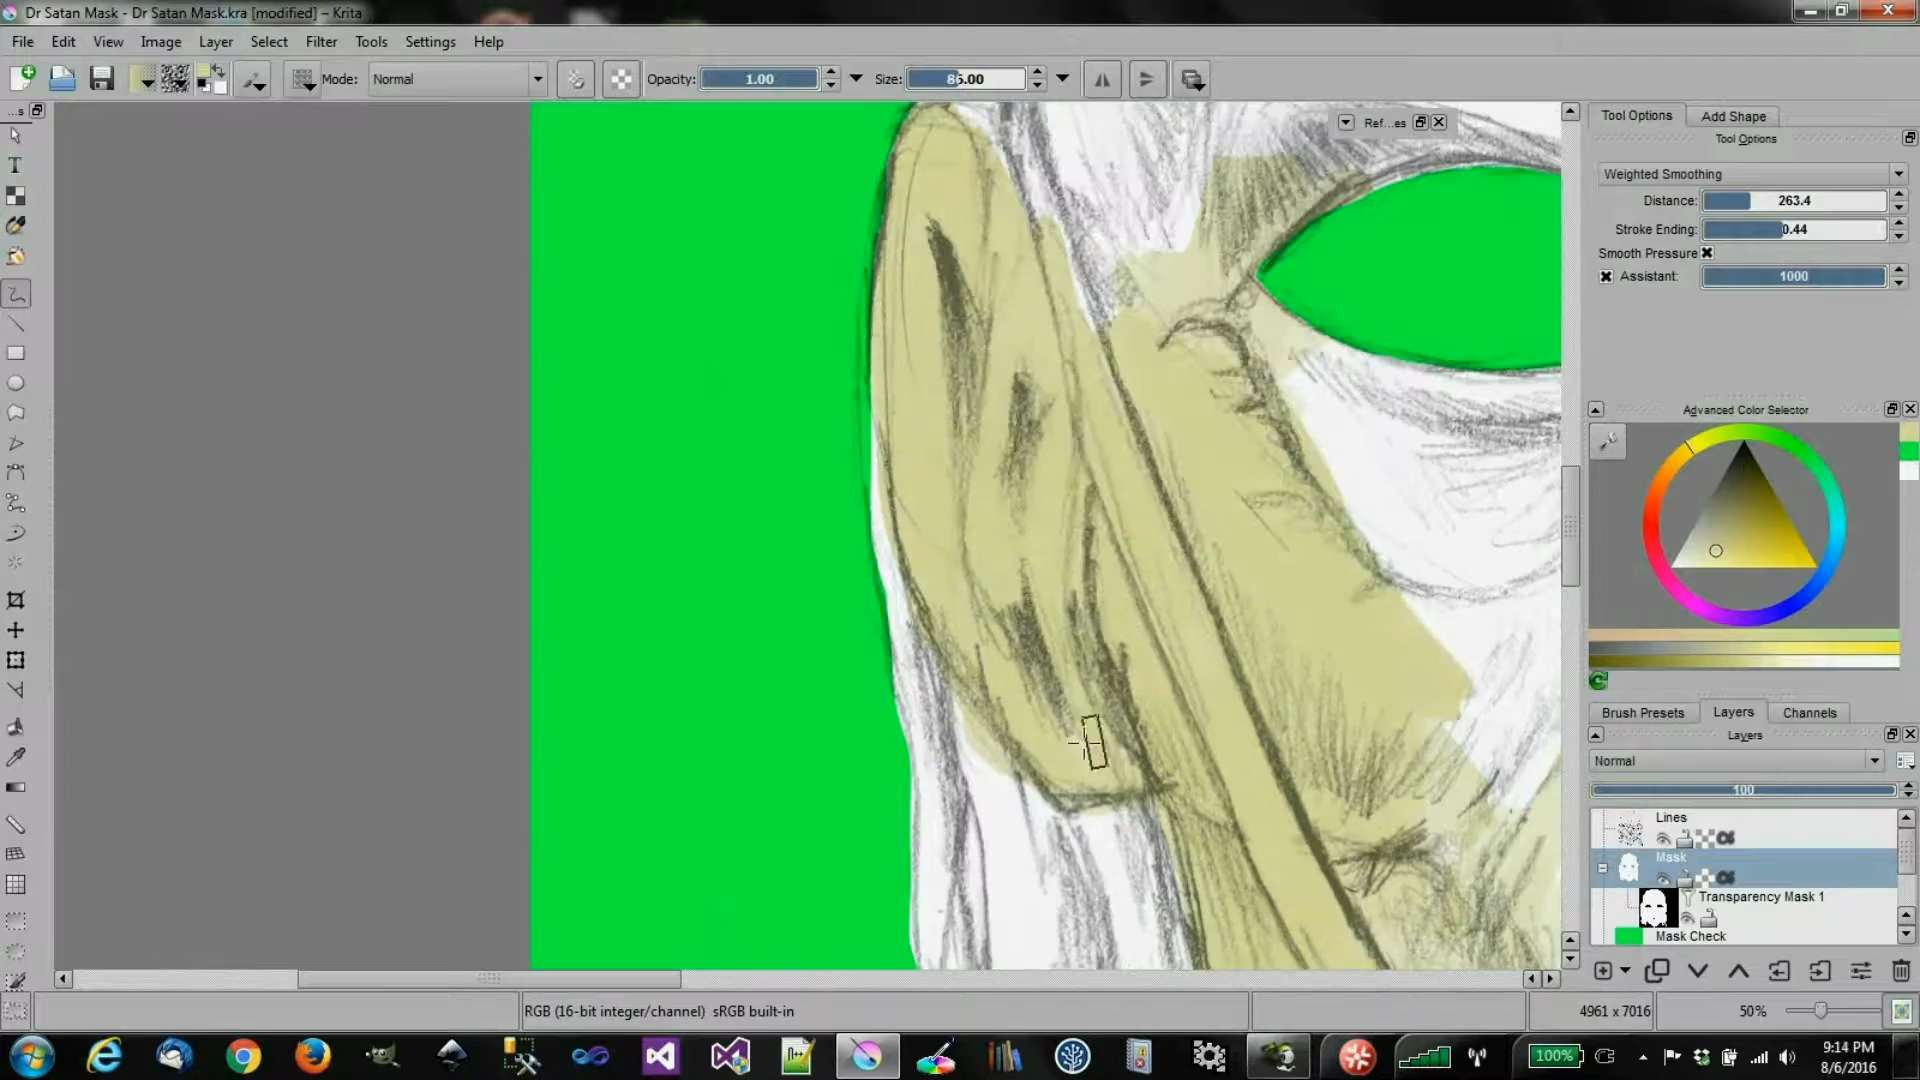 Dr Satan Mask - Dr Satan Mask.kra [modified] – Krita
File Edit View Image Layer Select Filter Tools Settings Help
Mode: Normal Opacity: 1.00 Size: 86.00
...s
Ref...es
Tool Options Add Shape
Tool Options
Weighted Smoothing
Distance: 263.4
Stroke Ending: 0.44
Smooth Pressure
Assistant: 1000
Advanced Color Selector
Brush Presets Layers Channels
Layers
Normal
100
Lines
Mask
Transparency Mask 1
Mask Check
RGB (16-bit integer/channel) sRGB built-in
4961 x 7016
50%
100%
9:14 PM
8/6/2016